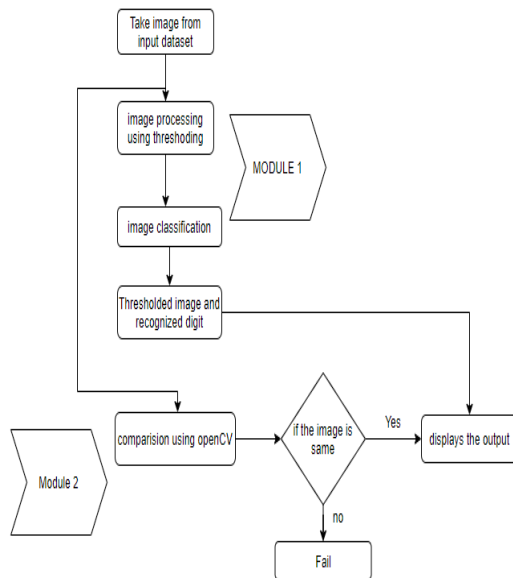 Take image from
input dataset
image processing
using threshoding
MODULE 1
image classification
Thresholded image and
recognized digit
comparision using openCV
if the image is
same
Yes
displays the output
Module 2
no
Fail